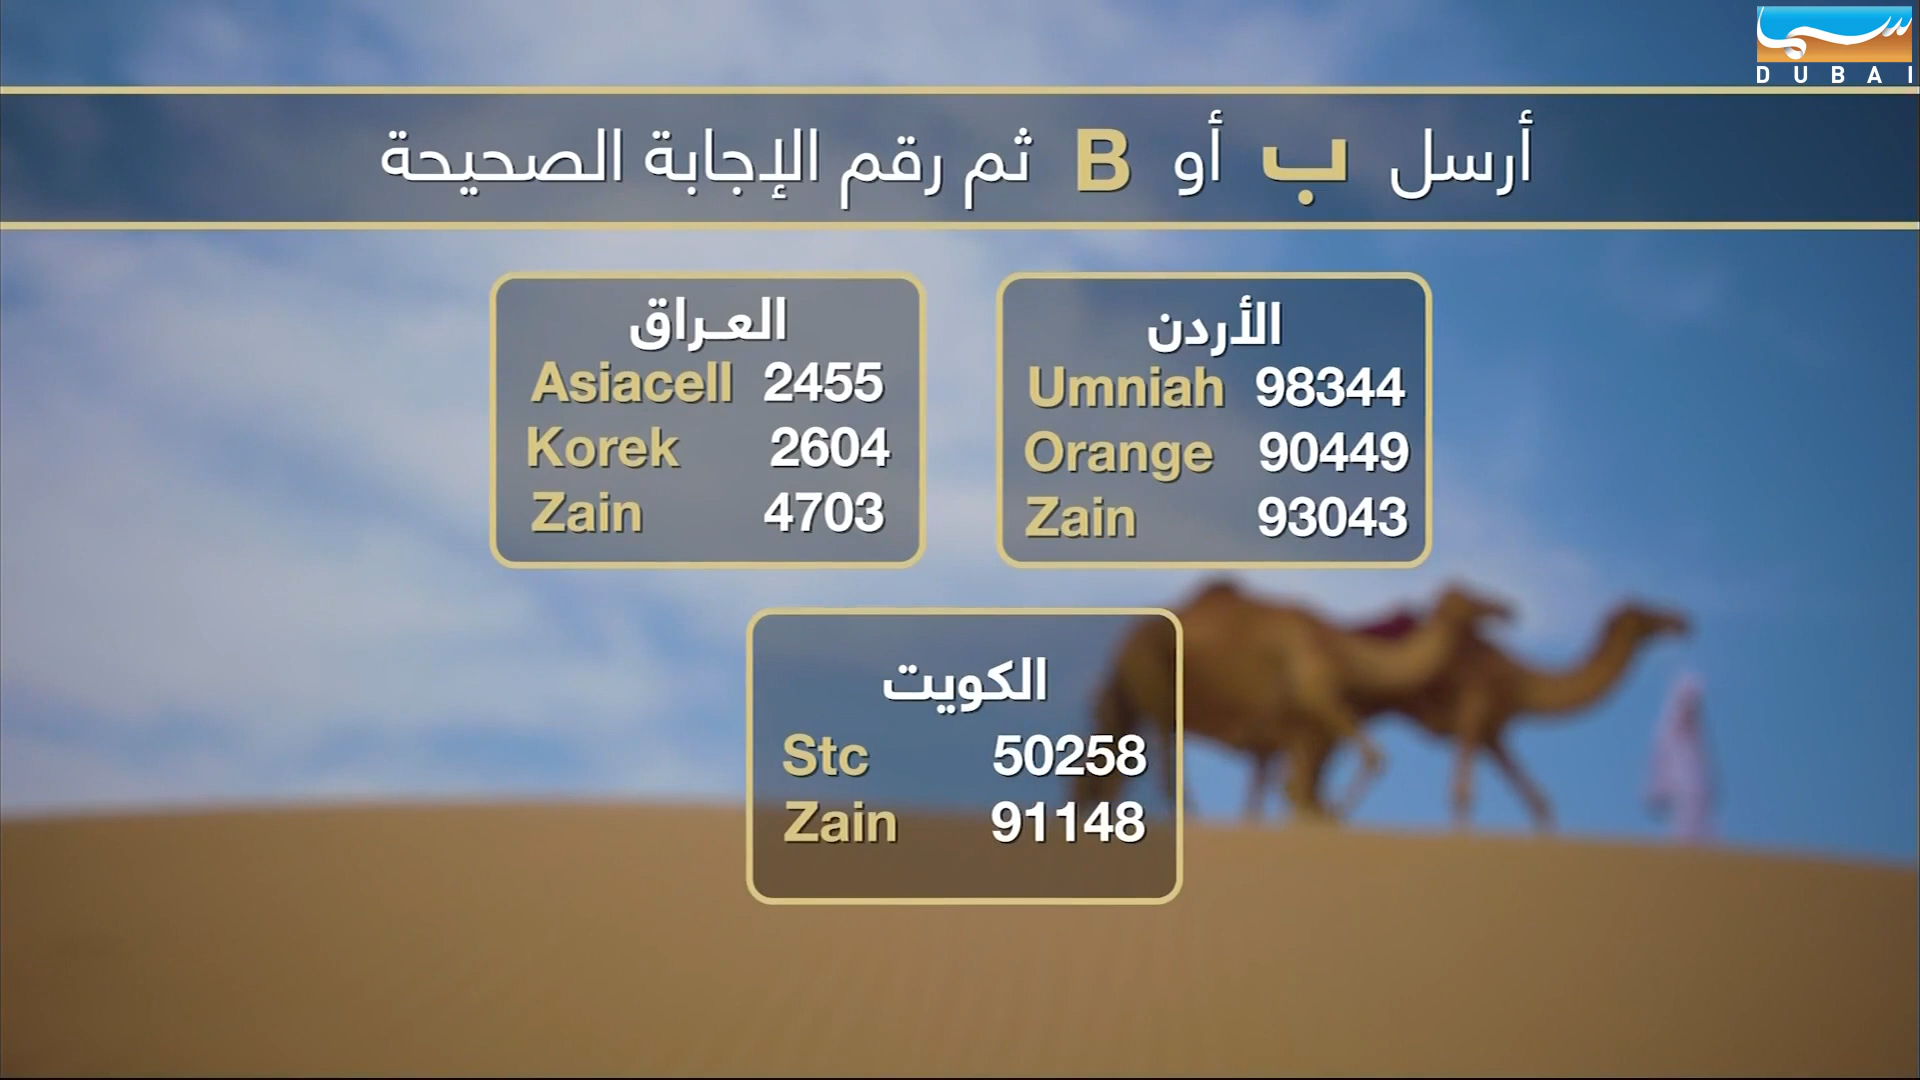 دبي
DUBAI
أرسل ب أو B ثم رقم الإجابة الصحيحة
الأردن
Umniah 98344
Orange 90449
Zain 93043
العـراق
Asiacell 2455
Korek 2604
Zain 4703
الكويت
Stc 50258
Zain 91148